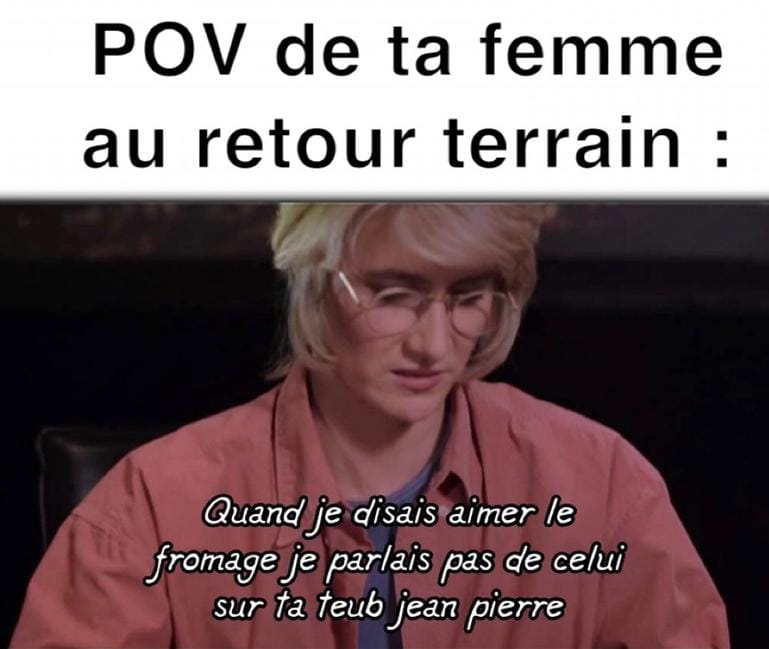 POV de ta femme
au retour terrain :
Quand je disais aimer le
fromage je parlais pas de celui
sur ta teub jean pierre